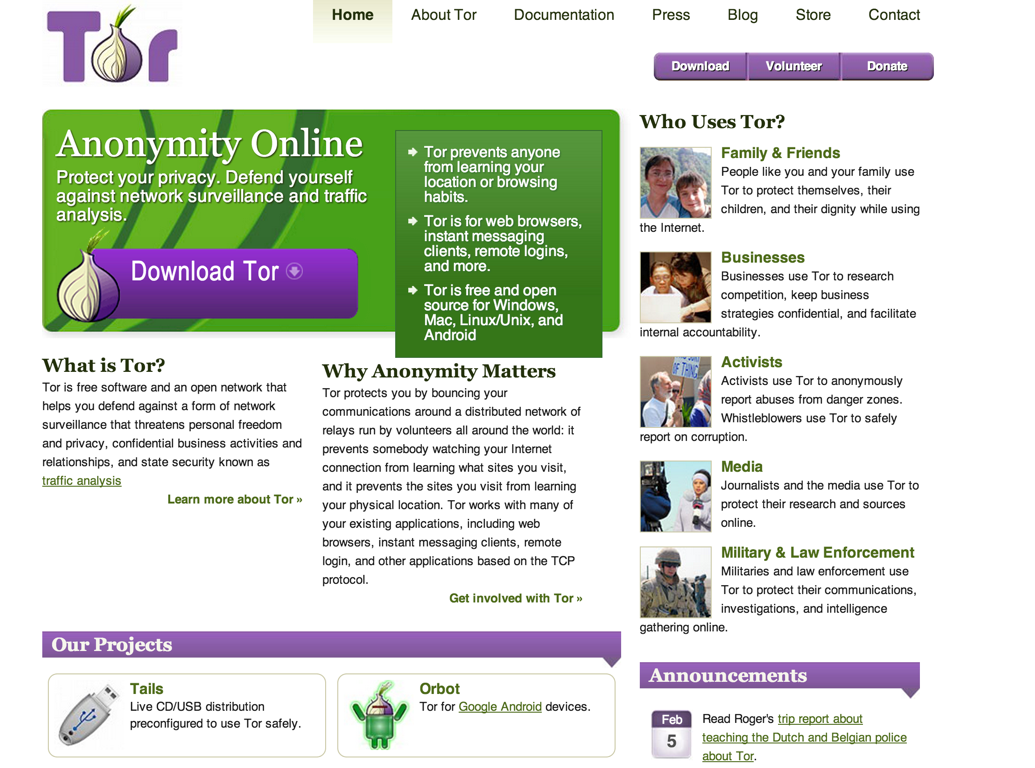 Tor
Home
About Tor
Documentation
Press
Blog
Store
Contact
Download
Volunteer
Donate
Anonymity Online
Protect your privacy. Defend yourself
against network surveillance and traffic
analysis.
Download Tor
Tor prevents anyone
from learning your
location or browsing
habits.
Tor is for web browsers,
instant messaging
clients, remote logins,
and more.
Tor is free and open
source for Windows,
Mac, Linux/Unix, and
Android
What is Tor?
Tor is free software and an open network that
helps you defend against a form of network
surveillance that threatens personal freedom
and privacy, confidential business activities and
relationships, and state security known as
traffic analysis
Learn more about Tor »
Why Anonymity Matters
Tor protects you by bouncing your
communications around a distributed network of
relays run by volunteers all around the world: it
prevents somebody watching your Internet
connection from learning what sites you visit,
and it prevents the sites you visit from learning
your physical location. Tor works with many of
your existing applications, including web
browsers, instant messaging clients, remote
login, and other applications based on the TCP
protocol.
Get involved with Tor »
Our Projects
Tails
Live CD/USB distribution
preconfigured to use Tor safely.
Orbot
Tor for Google Android devices.
Who Uses Tor?
Family & Friends
People like you and your family use
Tor to protect themselves, their
children, and their dignity while using
the Internet.
Businesses
Businesses use Tor to research
competition, keep business
strategies confidential, and facilitate
internal accountability.
Activists
Activists use Tor to anonymously
report abuses from danger zones.
Whistleblowers use Tor to safely
report on corruption.
Media
Journalists and the media use Tor to
protect their research and sources
online.
Military & Law Enforcement
Militaries and law enforcement use
Tor to protect their communications,
investigations, and intelligence
gathering online.
Announcements
Feb
5
Read Roger's trip report about
teaching the Dutch and Belgian police
about Tor.